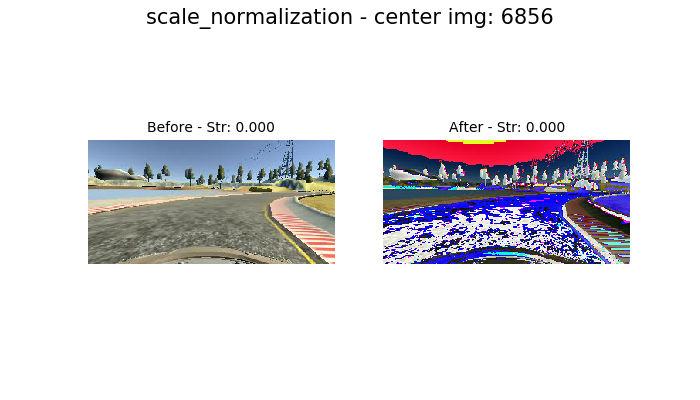 scale_normalization - center img: 6856
Before - Str: 0.000
After - Str: 0.000